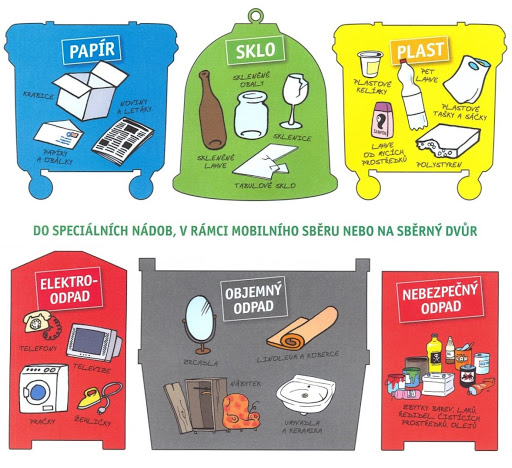 PAPÍR
KRABICE
NOVINY
A LETÁKY
PAPÍRY
A OBÁLKY
SKLO
SKLENĚNÉ
OBALY
SKLENICE
SKLENĚNÉ
LAHVE
TABULOVÉ SKLO
PLAST
PLASTOVÉ
KELÍMKY
PET
LAHVE
PLASTOVÉ
TAŠKY A SÁČKY
LAHVE
OD MYCÍCH
PROSTŘEDKŮ
POLYSTYREN
DO SPECIÁLNÍCH NÁDOB, V RÁMCI MOBILNÍHO SBĚRU NEBO NA SBĚRNÝ DVŮR
ELEKTRO-
ODPAD
TELEFONY
TELEVIZE
PRAČKY
ŽEHLIČKY
OBJEMNÝ
ODPAD
ZRCADLA
LINOLEUM A KOBERCE
NÁBYTEK
UMYVADLA
A KERAMIKA
NEBEZPEČNÝ
ODPAD
ZBYTKY BAREV, LAKŮ,
ŘEDIDEL, ČISTÍCÍCH
PROSTŘEDKŮ, OLEJŮ